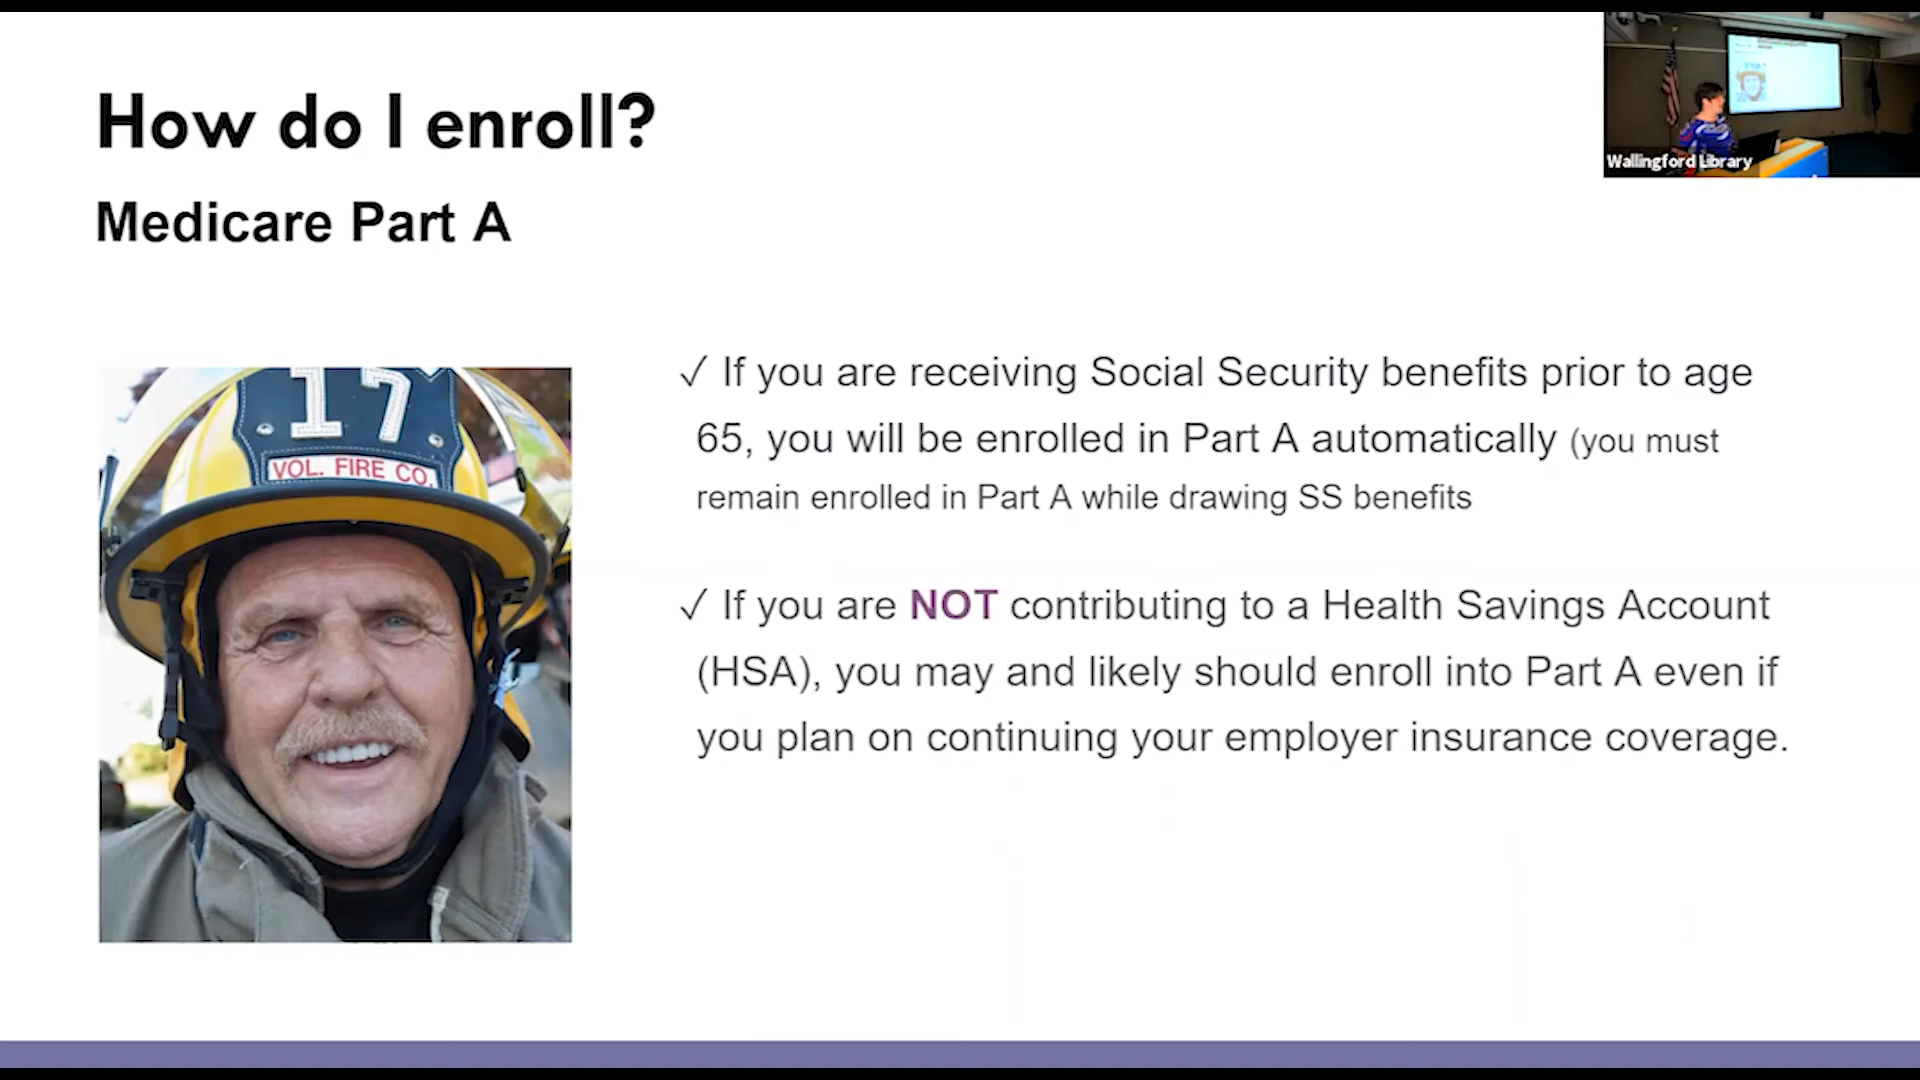 How do I enroll?
Medicare Part A
Wallingford Library
17
VOL. FIRE CO.
✓ If you are receiving Social Security benefits prior to age
65, you will be enrolled in Part A automatically (you must
remain enrolled in Part A while drawing SS benefits
✓ If you are NOT contributing to a Health Savings Account
(HSA), you may and likely should enroll into Part A even if
you plan on continuing your employer insurance coverage.